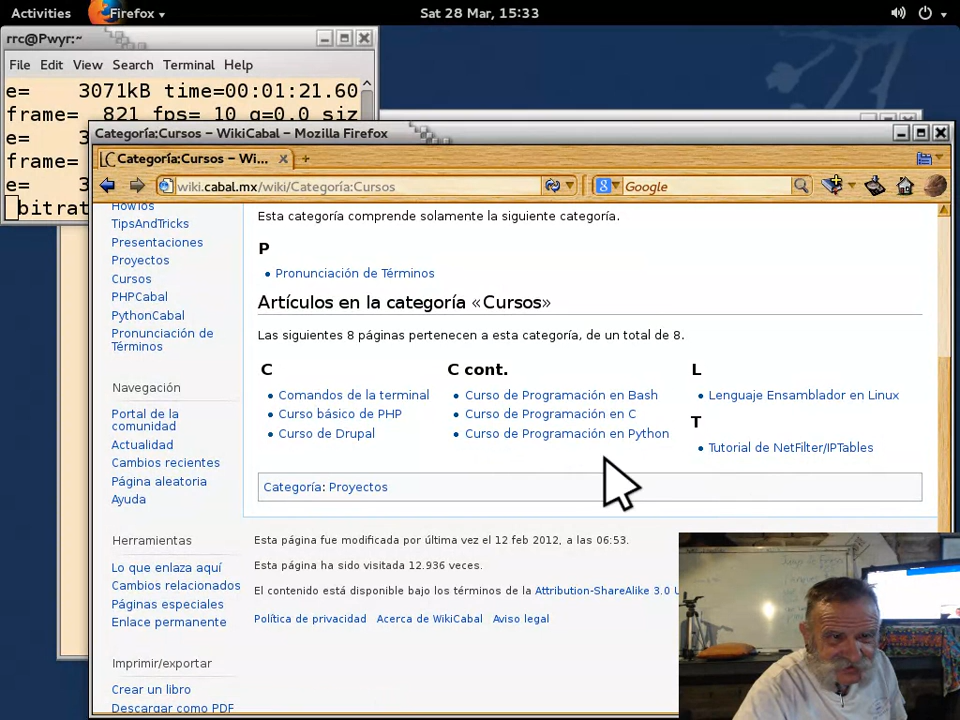 Activities
Firefox
Sat 28 Mar, 15:33
rrc@Pwyr:~
File Edit View Search Terminal Help
e= 3071kB time=00:01:21.60
frame= 821 fps= 10 q=0.0 siz
e= 3
frame=
e= 3
bitrat
Categoría:Cursos – WikiCabal – Mozilla Firefox
Categoría:Cursos – Wi...
wiki.cabal.mx/wiki/Categoría:Cursos
Google
HowTos
TipsAndTricks
Presentaciones
Proyectos
Cursos
PHPCabal
PythonCabal
Pronunciación de
Términos
Navegación
Portal de la
comunidad
Actualidad
Cambios recientes
Página aleatoria
Ayuda
Herramientas
Lo que enlaza aquí
Cambios relacionados
Páginas especiales
Enlace permanente
Imprimir/exportar
Crear un libro
Descargar como PDF
Esta categoría comprende solamente la siguiente categoría.
P
Pronunciación de Términos
Artículos en la categoría «Cursos»
Las siguientes 8 páginas pertenecen a esta categoría, de un total de 8.
C
Comandos de la terminal
Curso básico de PHP
Curso de Drupal
C cont.
Curso de Programación en Bash
Curso de Programación en C
Curso de Programación en Python
L
Lenguaje Ensamblador en Linux
T
Tutorial de NetFilter/IPTables
Categoría: Proyectos
Esta página fue modificada por última vez el 12 feb 2012, a las 06:53.
Esta página ha sido visitada 12.936 veces.
El contenido está disponible bajo los términos de la Attribution-ShareAlike 3.0 U
Política de privacidad Acerca de WikiCabal Aviso legal